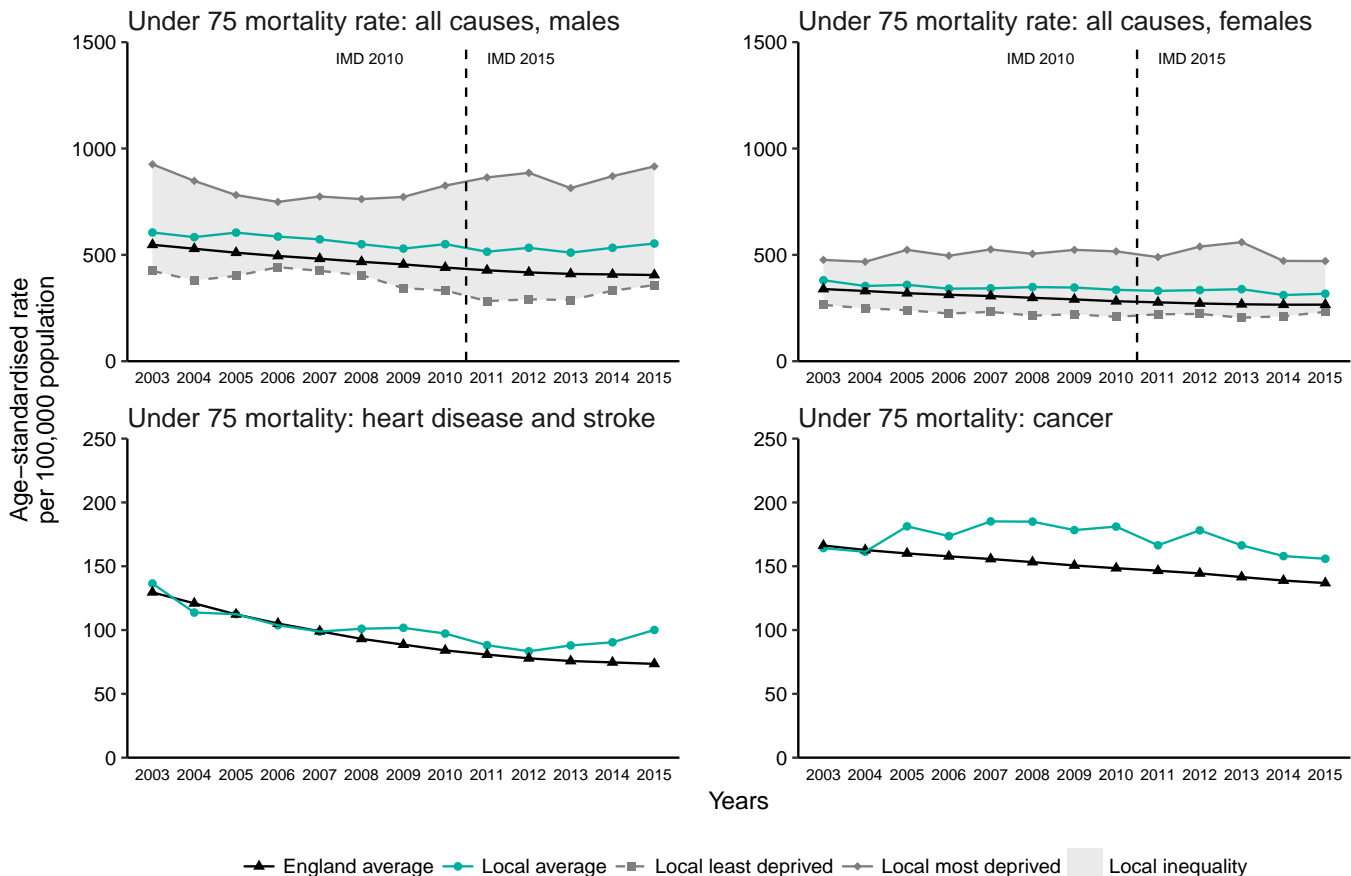 Under 75 mortality rate: all causes, males
1500
1000
500
0
IMD 2010
IMD 2015
2003 2004 2005 2006 2007 2008 2009 2010 2011 2012 2013 2014 2015
Under 75 mortality rate: all causes, females
1500
1000
500
0
IMD 2010
IMD 2015
2003 2004 2005 2006 2007 2008 2009 2010 2011 2012 2013 2014 2015
Age−standardised rate
per 100,000 population
Under 75 mortality: heart disease and stroke
250
200
150
100
50
0
2003 2004 2005 2006 2007 2008 2009 2010 2011 2012 2013 2014 2015
Under 75 mortality: cancer
250
200
150
100
50
0
2003 2004 2005 2006 2007 2008 2009 2010 2011 2012 2013 2014 2015
Years
England average Local average Local least deprived Local most deprived Local inequality